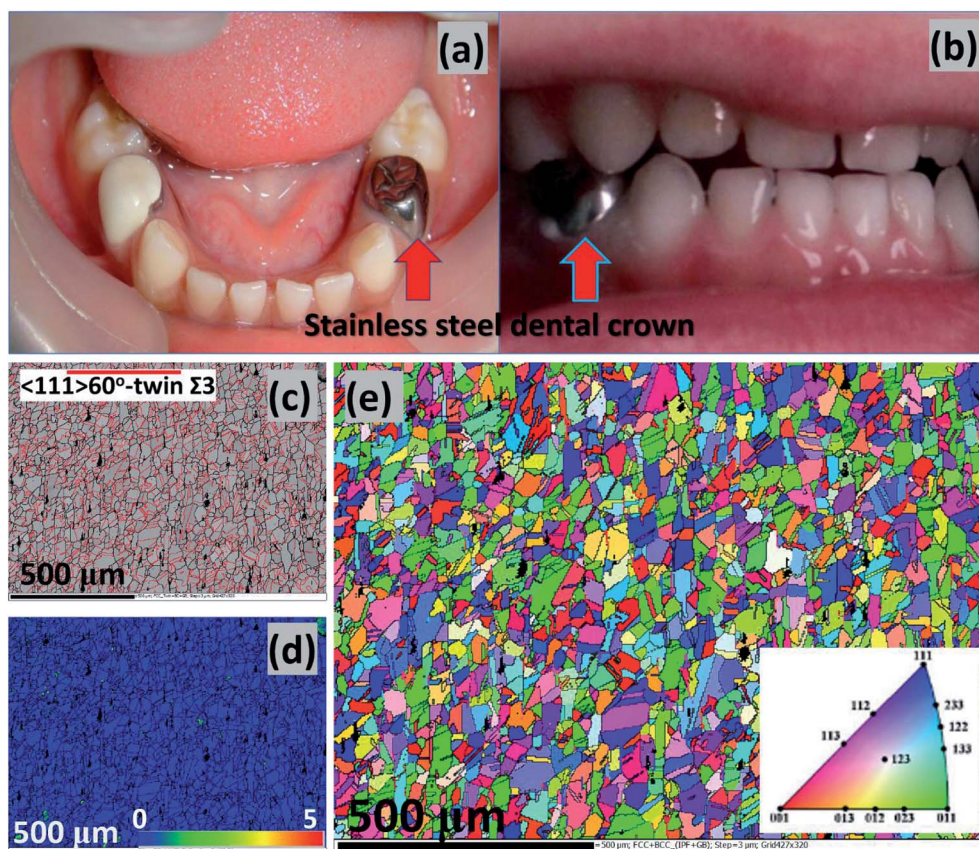 (a)
(b)
Stainless steel dental crown
<111>60°-twin Σ3
(c)
500 μm
(d)
500 μm
0
5
(e)
500 μm
=500 μm; FCC+BCC_(IPF+GB); Step=3 μm; Grid427x320
111
233
122
133
112
113
123
001
013
012
023
011